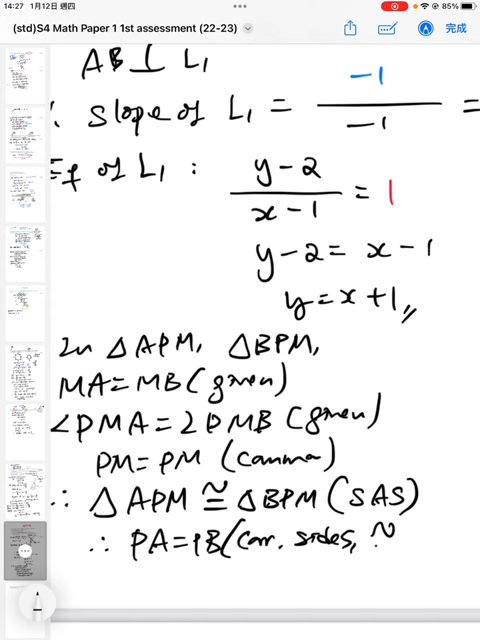 14:27 1月12日週四
85%
(std)S4 Math Paper 1 1st assessment (22-23)
完成
AB⊥L₁
slope of L₁ = -1/-1 =
of L₁ : (y-2)/(x-1) = 1
y-2 = x-1
y=x+1,,
In △APM, △BPM,
MA=MB (given)
∠PMA=∠PMB (given)
PM=PM (common)
∴ △APM≅△BPM (SAS)
∴ PA=PB (corr. sides, ≅